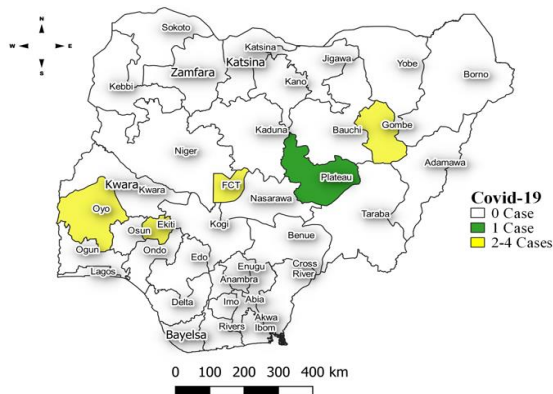 N
W E
S
Sokoto
Katsina
Katsina
Jigawa
Yobe
Borno
Zamfara
Kebbi
Kano
Kaduna
Bauchi
Gombe
Niger
Adamawa
FCT
Plateau
Kwara
Kwara
Nasarawa
Taraba
Oyo
Osun
Ekiti
Kogi
Benue
Ogun
Ondo
Edo
Lagos
Enugu
Anambra
Cross
River
Delta
Imo
Abia
Bayelsa
Rivers
Akwa
Ibom
Covid-19
0 Case
1 Case
2-4 Cases
0 100 200 300 400 km